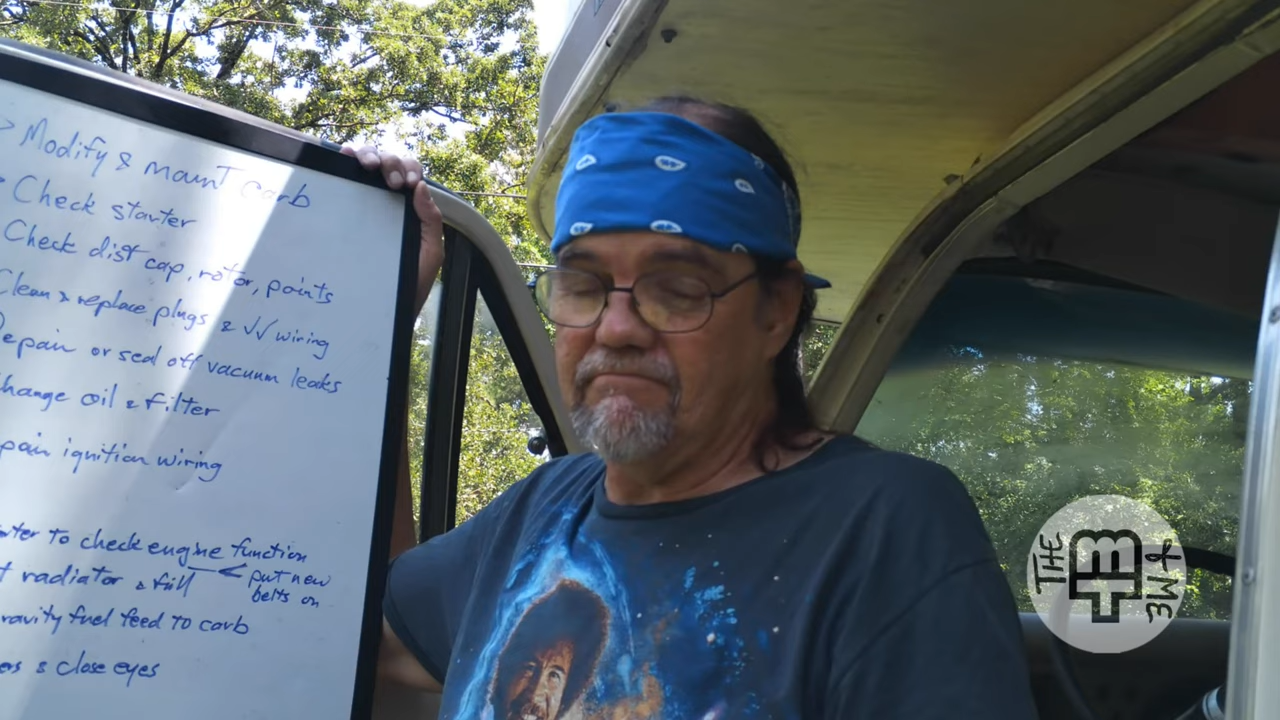 Modify & mount carb
Check starter
Check dist cap, rotor, points
Clean & replace plugs & √√ wiring
epair or seal off vacuum leaks
hange oil & filter
pair ignition wiring
to check engine function
radiator & fill < put new
belts on
ravity fuel feed to carb
& close eyes
THE
& ME